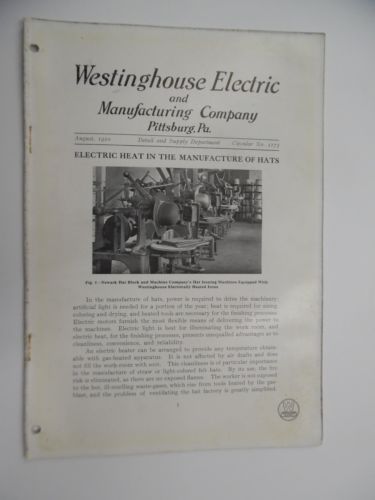 Westinghouse Electric
and
Manufacturing Company
Pittsburg, Pa.
August, 1910 Detail and Supply Department Circular No. 1173
ELECTRIC HEAT IN THE MANUFACTURE OF HATS
Fig. 1—Newark Hat Block and Machine Company's Hat Ironing Machines Equipped With
Westinghouse Electrically Heated Irons
In the manufacture of hats, power is required to drive the machinery
artificial light is needed for a portion of the year; heat is required for sizing
coloring and drying, and heated tools are necessary for the finishing processes.
Electric motors furnish the most flexible means of delivering the power to
the machines. Electric light is best for illuminating the work room, and
electric heat, for the finishing processes, presents unequalled advantages as to
cleanliness, convenience, and reliability.
An electric heater can be arranged to provide any temperature obtain-
able with gas-heated apparatus. It is not affected by air drafts and does
not fill the work-room with soot. This cleanliness is of particular importance
in the manufacture of straw or light-colored felt hats. By its use, the fire
risk is eliminated, as there are no exposed flames. The worker is not exposed
to the hot, ill-smelling waste-gases, which rise from tools heated by the gas-
blast, and the problem of ventilating the hat factory is greatly simplified.
1